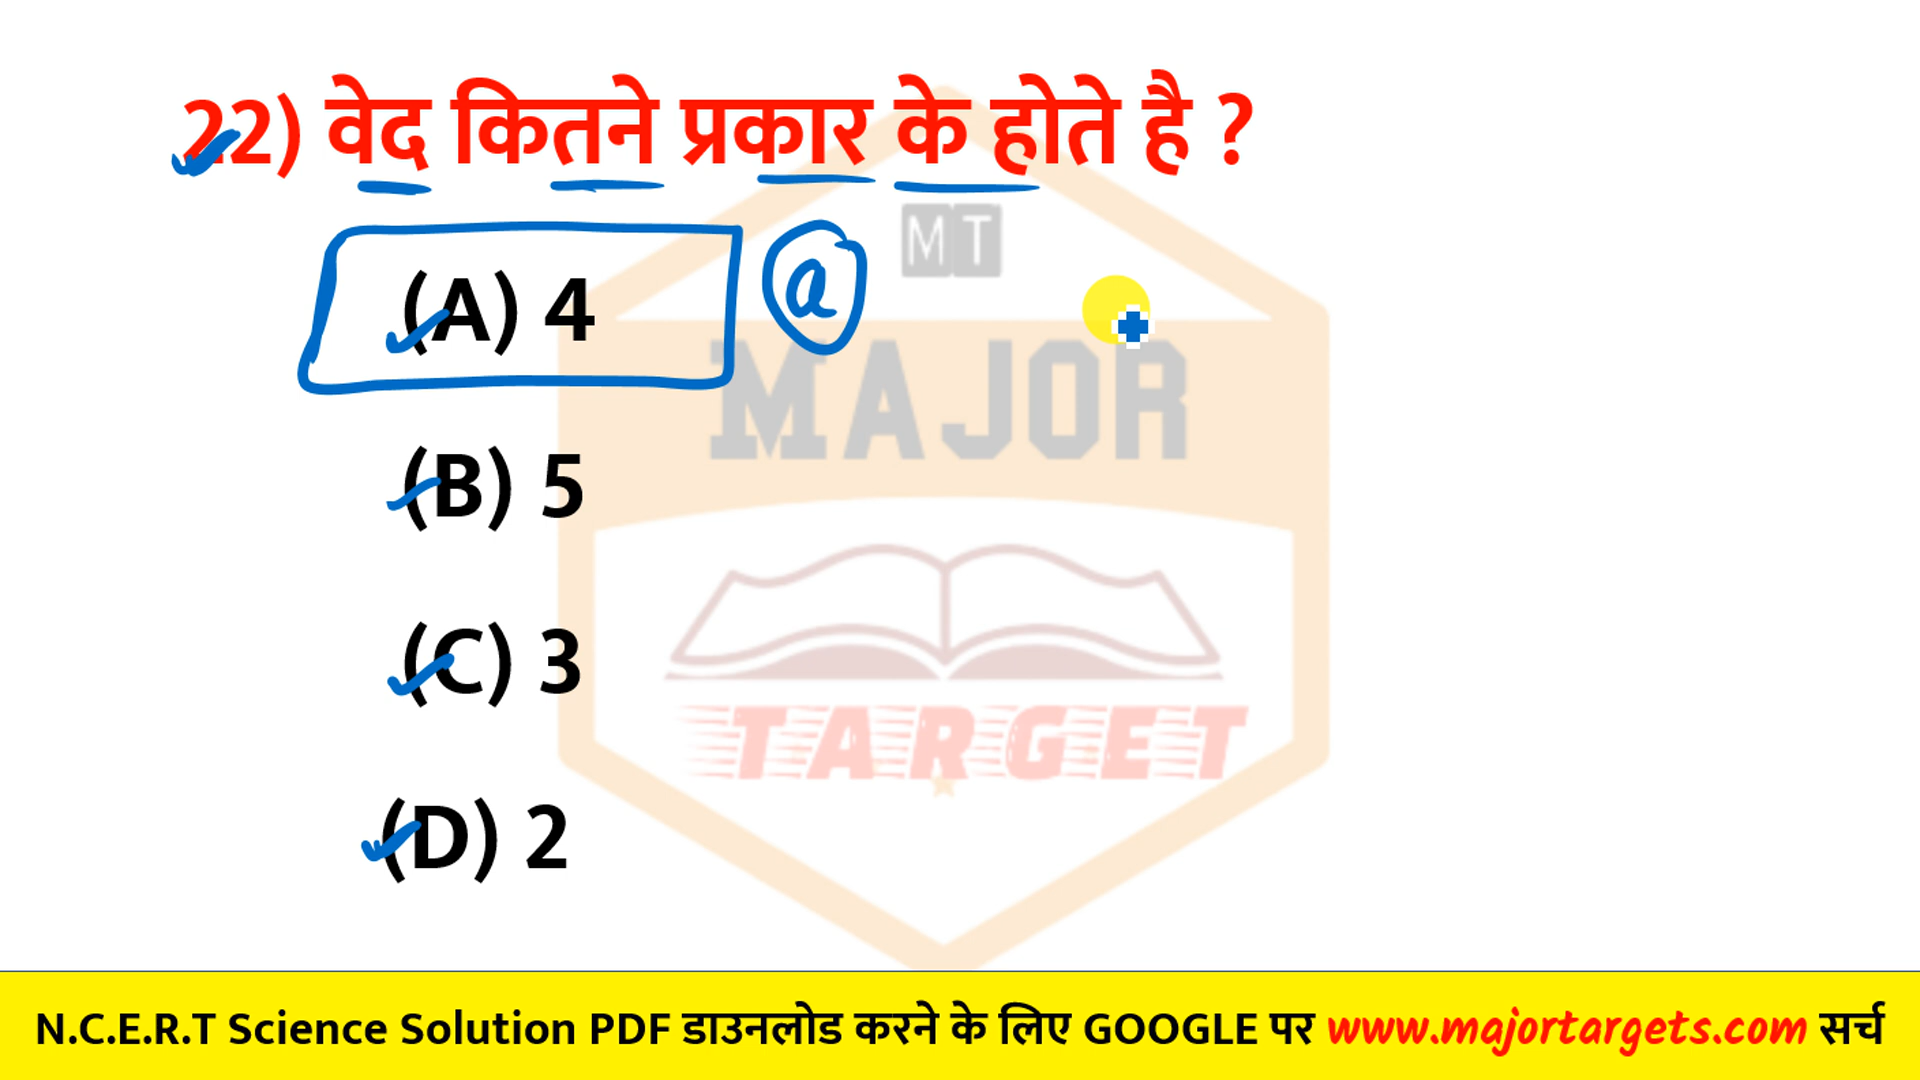 22) वेद कितने प्रकार के होते है ?
(A) 4
a
MT
MAJOR
(B) 5
(C) 3
TARGET
(D) 2
N.C.E.R.T Science Solution PDF डाउनलोड करने के लिए GOOGLE पर www.majortargets.com सर्च